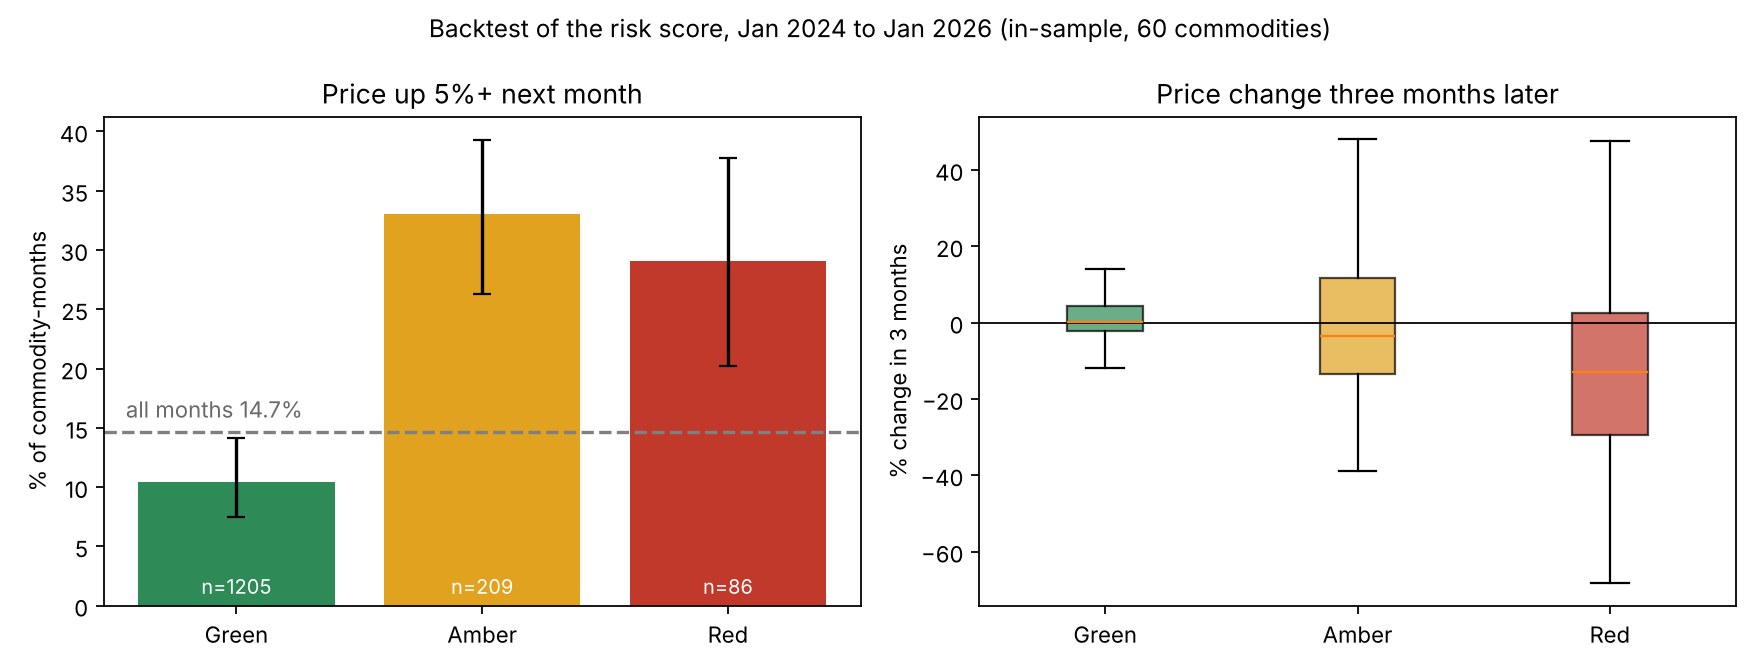 Backtest of the risk score, Jan 2024 to Jan 2026 (in-sample, 60 commodities)
Price up 5%+ next month
% of commodity-months
40
35
30
25
20
15
10
5
0
all months 14.7%
n=1205
n=209
n=86
Green
Amber
Red
Price change three months later
% change in 3 months
40
20
0
−20
−40
−60
Green
Amber
Red